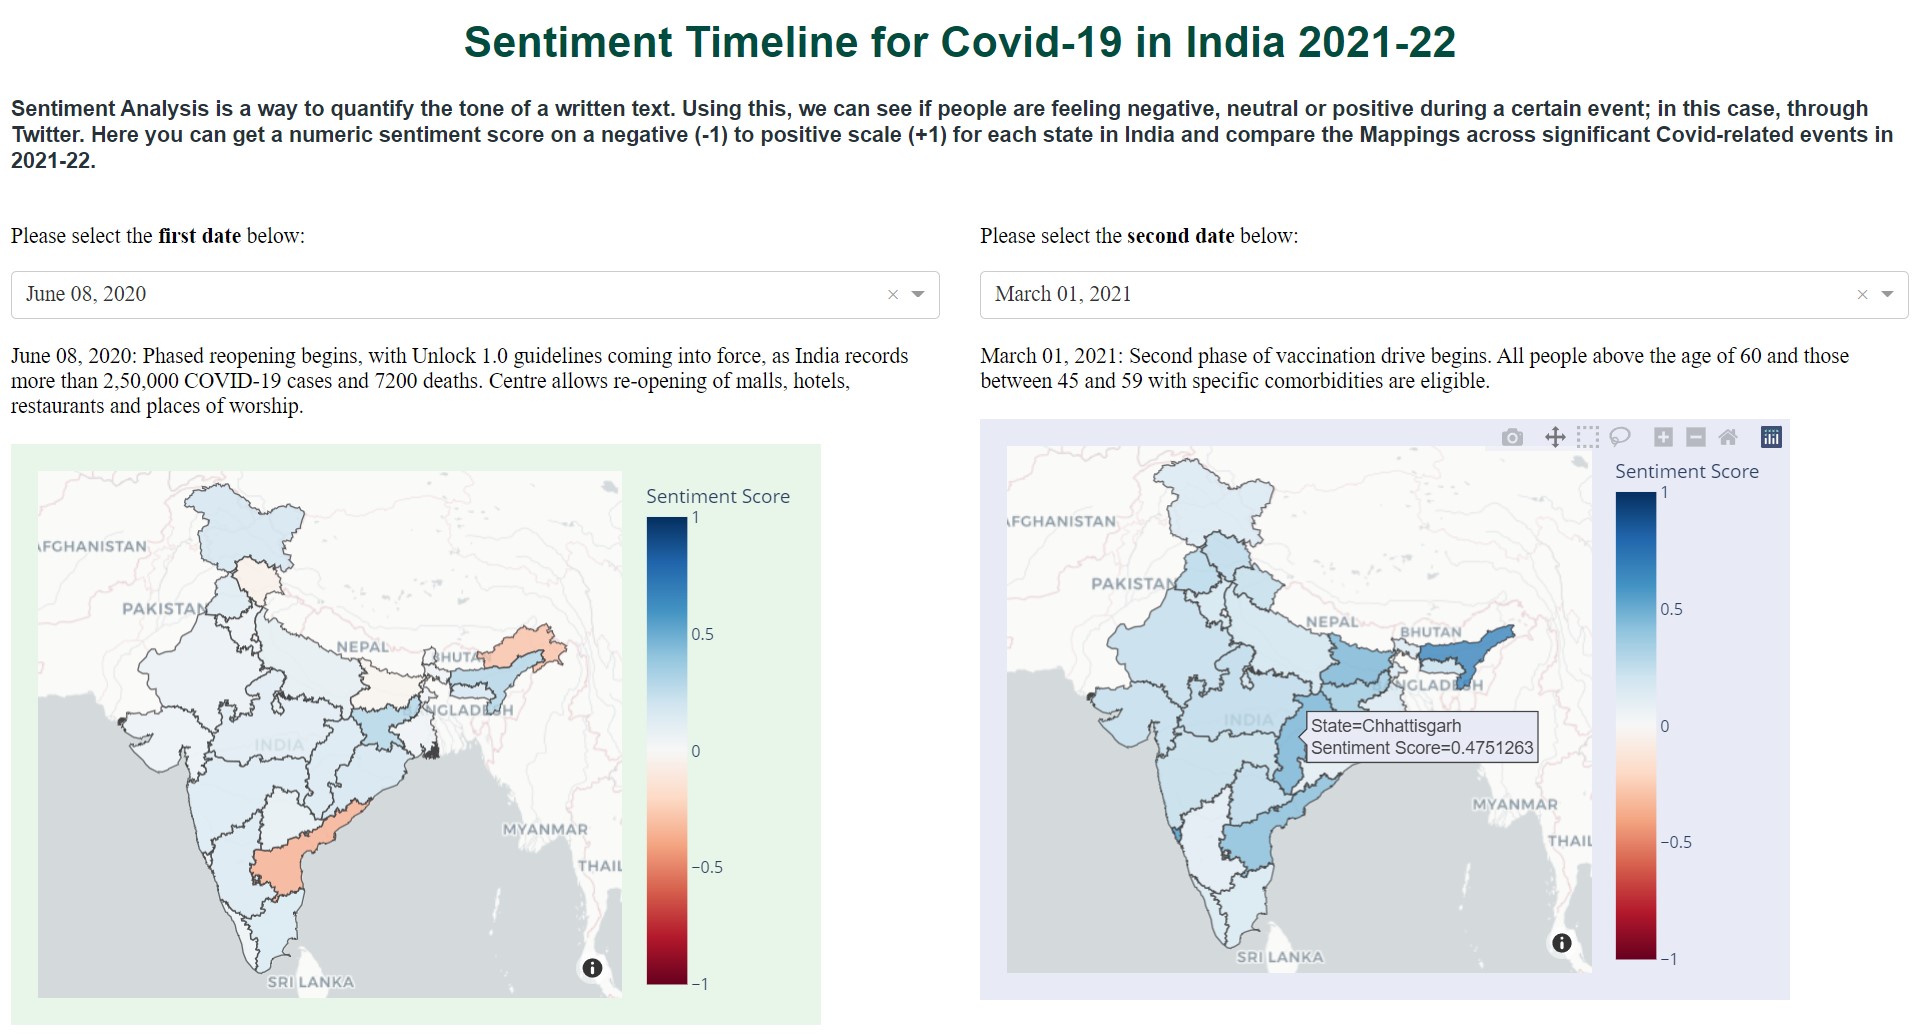 Sentiment Timeline for Covid-19 in India 2021-22
Sentiment Analysis is a way to quantify the tone of a written text. Using this, we can see if people are feeling negative, neutral or positive during a certain event; in this case, through
Twitter. Here you can get a numeric sentiment score on a negative (-1) to positive scale (+1) for each state in India and compare the Mappings across significant Covid-related events in
2021-22.
Please select the first date below:
June 08, 2020
June 08, 2020: Phased reopening begins, with Unlock 1.0 guidelines coming into force, as India records
more than 2,50,000 COVID-19 cases and 7200 deaths. Centre allows re-opening of malls, hotels,
restaurants and places of worship.
AFGHANISTAN
PAKISTAN
NEPAL
BHUTA
NGLADESH
INDIA
MYANMAR
THAIL
SRI LANKA
Sentiment Score
1
0.5
0
−0.5
−1
Please select the second date below:
March 01, 2021
March 01, 2021: Second phase of vaccination drive begins. All people above the age of 60 and those
between 45 and 59 with specific comorbidities are eligible.
AFGHANISTAN
PAKISTAN
NEPAL
BHUTAN
NGLADESH
INDIA
State=Chhattisgarh
Sentiment Score=0.4751263
MYANMAR
THAIL
SRI LANKA
Sentiment Score
1
0.5
0
−0.5
−1